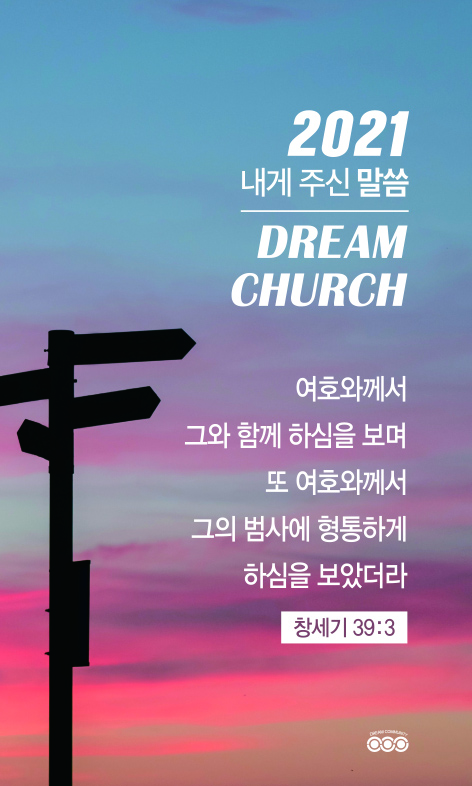 2021
내게 주신 말씀
DREAM
CHURCH
여호와께서
그와 함께 하심을 보며
또 여호와께서
그의 범사에 형통하게
하심을 보았더라
창세기 39:3
DREAM COMMUNITY